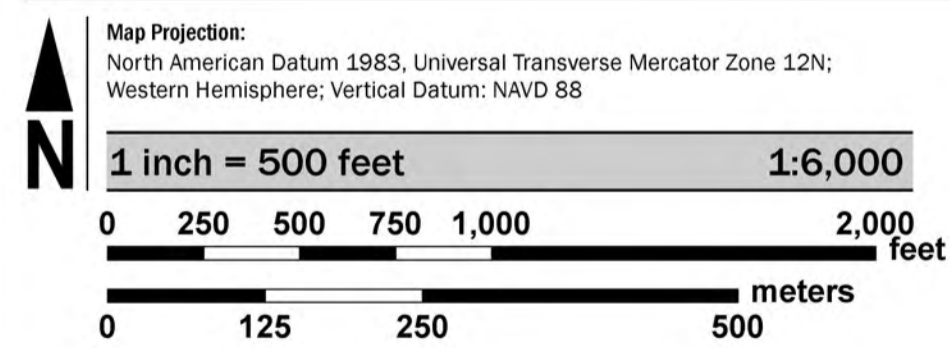 Map Projection:
North American Datum 1983, Universal Transverse Mercator Zone 12N;
Western Hemisphere; Vertical Datum: NAVD 88
N
1 inch = 500 feet 1:6,000
0 250 500 750 1,000 2,000
feet
meters
0 125 250 500